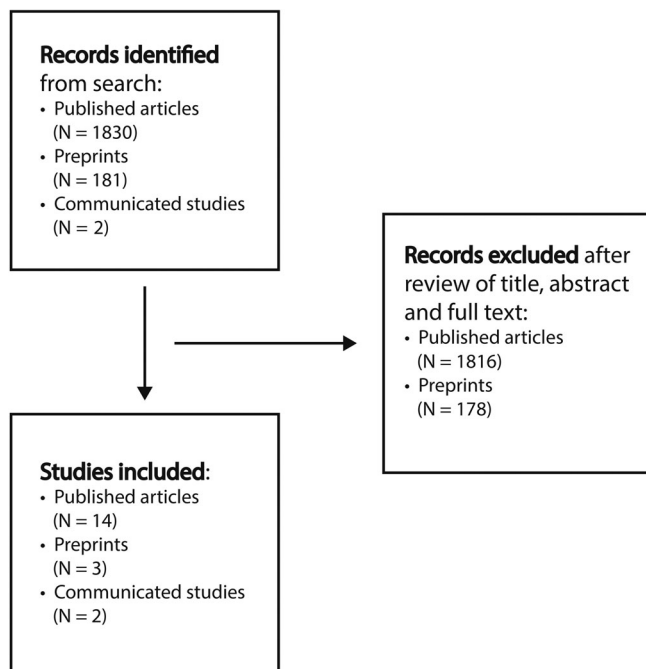 Records identified
from search:
• Published articles
(N = 1830)
• Preprints
(N = 181)
• Communicated studies
(N = 2)
Records excluded after
review of title, abstract
and full text:
• Published articles
(N = 1816)
• Preprints
(N = 178)
Studies included:
• Published articles
(N = 14)
• Preprints
(N = 3)
• Communicated studies
(N = 2)